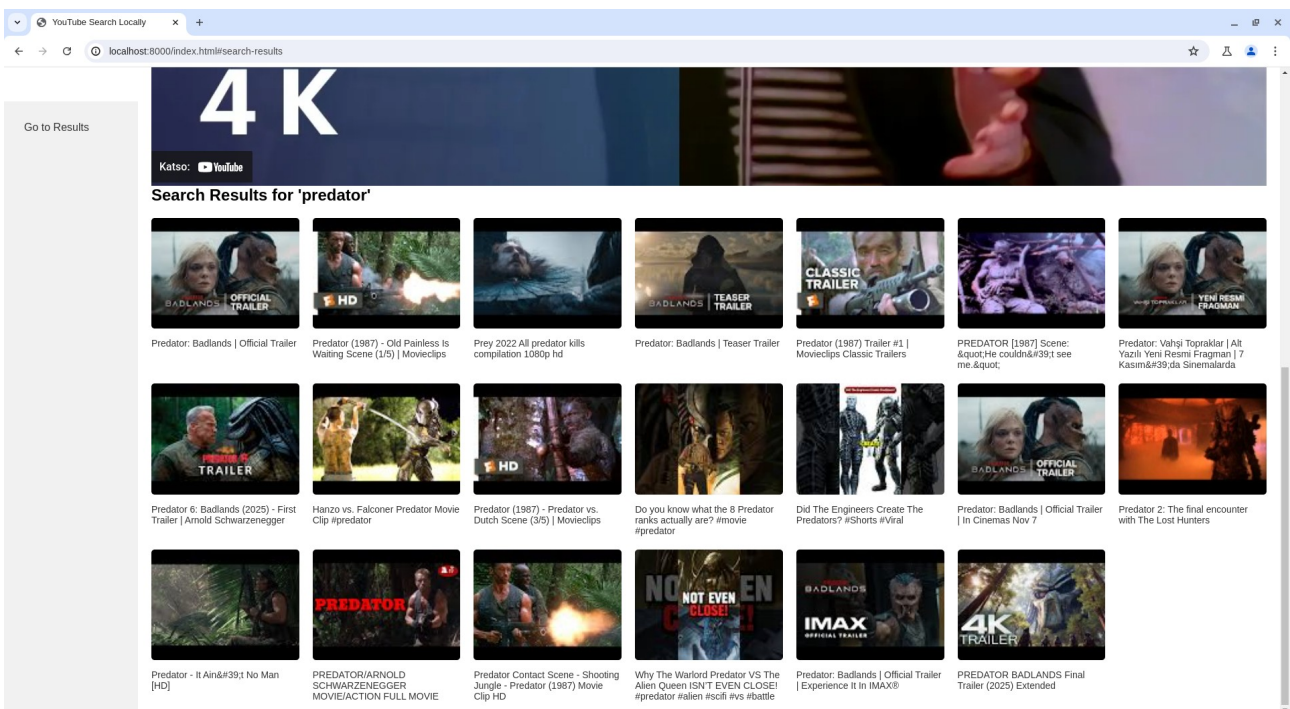 YouTube Search Locally
localhost:8000/index.html#search-results
4K
Go to Results
Katso: YouTube
Search Results for 'predator'
BADLANDS OFFICIAL TRAILER
HD
BADLANDS TEASER TRAILER
CLASSIC TRAILER
VAHŞİ TOPRAKLAR YENİ RESMİ FRAGMAN
Predator: Badlands | Official Trailer
Predator (1987) - Old Painless Is
Waiting Scene (1/5) | Movieclips
Prey 2022 All predator kills
compilation 1080p hd
Predator: Badlands | Teaser Trailer
Predator (1987) Trailer #1 |
Movieclips Classic Trailers
PREDATOR [1987] Scene:
&quot;He couldn&#39;t see
me.&quot;
Predator: Vahşi Topraklar | Alt
Yazılı Yeni Resmi Fragman | 7
Kasım&#39;da Sinemalarda
TRAILER
HD
BADLANDS OFFICIAL TRAILER
Predator 6: Badlands (2025) - First
Trailer | Arnold Schwarzenegger
Hanzo vs. Falconer Predator Movie
Clip #predator
Predator (1987) - Predator vs.
Dutch Scene (3/5) | Movieclips
Do you know what the 8 Predator
ranks actually are? #movie
#predator
Did The Engineers Create The
Predators? #Shorts #Viral
Predator: Badlands | Official Trailer
| In Cinemas Nov 7
Predator 2: The final encounter
with The Lost Hunters
PREDATOR
NOT EVEN
CLOSE!
BADLANDS
IMAX
OFFICIAL TRAILER
4K
TRAILER
Predator - It Ain&#39;t No Man
[HD]
PREDATOR/ARNOLD
SCHWARZENEGGER
MOVIE/ACTION FULL MOVIE
Predator Contact Scene - Shooting
Jungle - Predator (1987) Movie
Clip HD
Why The Warlord Predator VS The
Alien Queen ISN'T EVEN CLOSE!
#predator #alien #scifi #vs #battle
Predator: Badlands | Official Trailer
| Experience It In IMAX®
PREDATOR BADLANDS Final
Trailer (2025) Extended